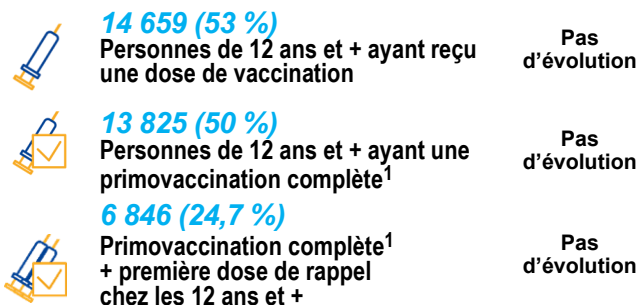 14 659 (53 %)
Personnes de 12 ans et + ayant reçu
une dose de vaccination
Pas
d'évolution
13 825 (50 %)
Personnes de 12 ans et + ayant une
primovaccination complète1
Pas
d'évolution
6 846 (24,7 %)
Primovaccination complète1
+ première dose de rappel
chez les 12 ans et +
Pas
d'évolution